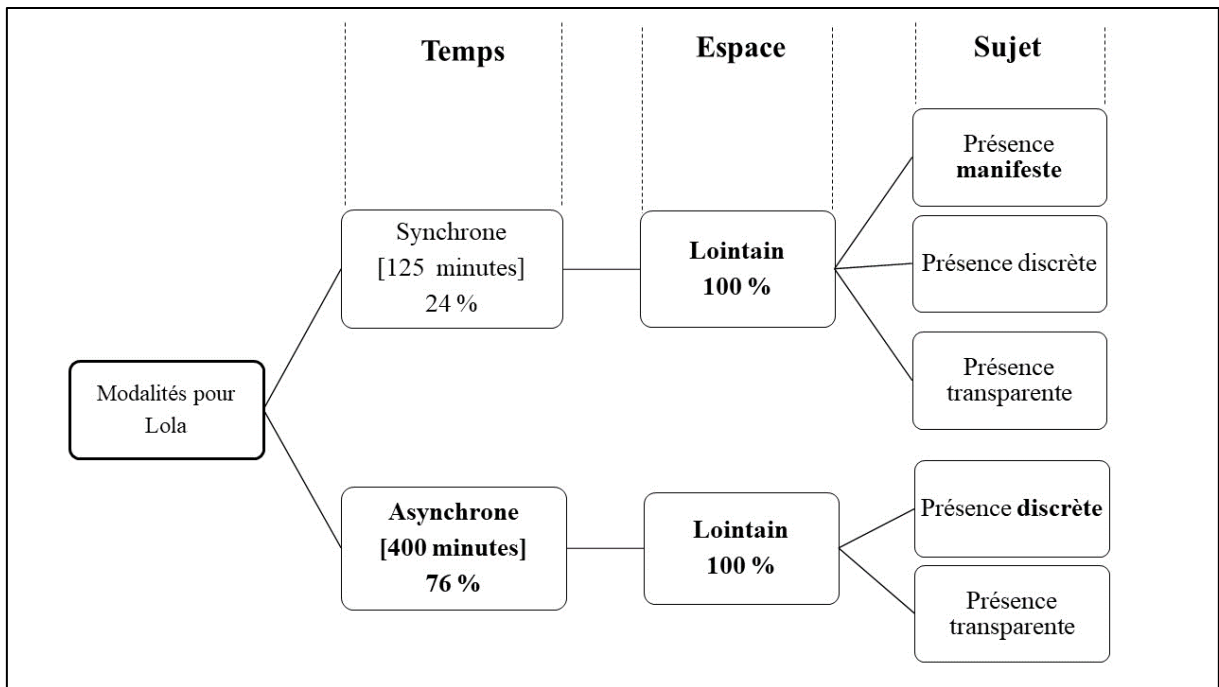 Temps
Espace
Sujet
Présence
manifeste
Synchrone
[125 minutes]
24 %
Lointain
100 %
Présence discrète
Présence
transparente
Modalités pour
Lola
Asynchrone
[400 minutes]
76 %
Lointain
100 %
Présence discrète
Présence
transparente